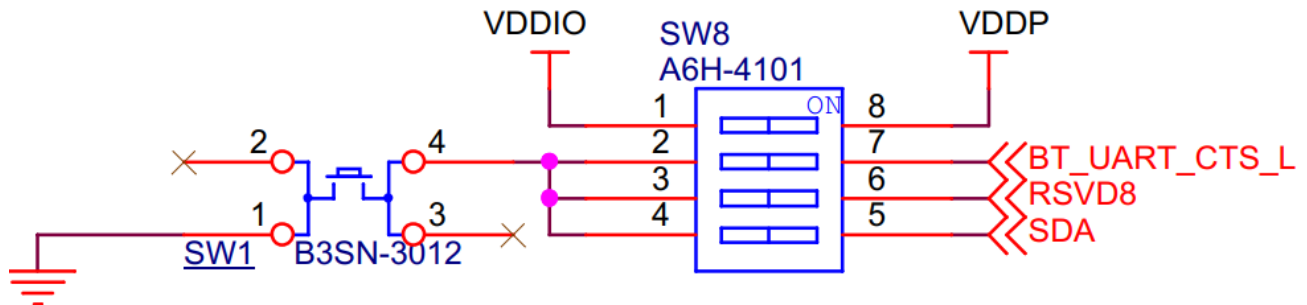 VDDIO
SW8
A6H-4101
VDDP
ON
1
8
2
7
3
6
4
5
BT_UART_CTS_L
RSVD8
SDA
2
4
1
3
SW1
B3SN-3012